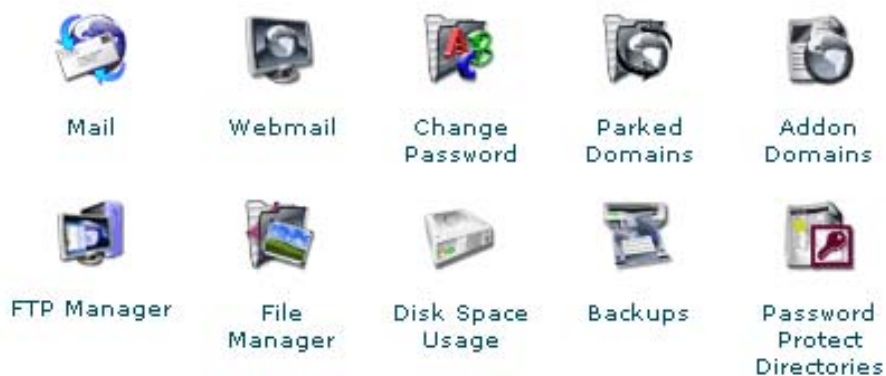 Mail
Webmail
Change
Password
Parked
Domains
Addon
Domains
FTP Manager
File
Manager
Disk Space
Usage
Backups
Password
Protect
Directories